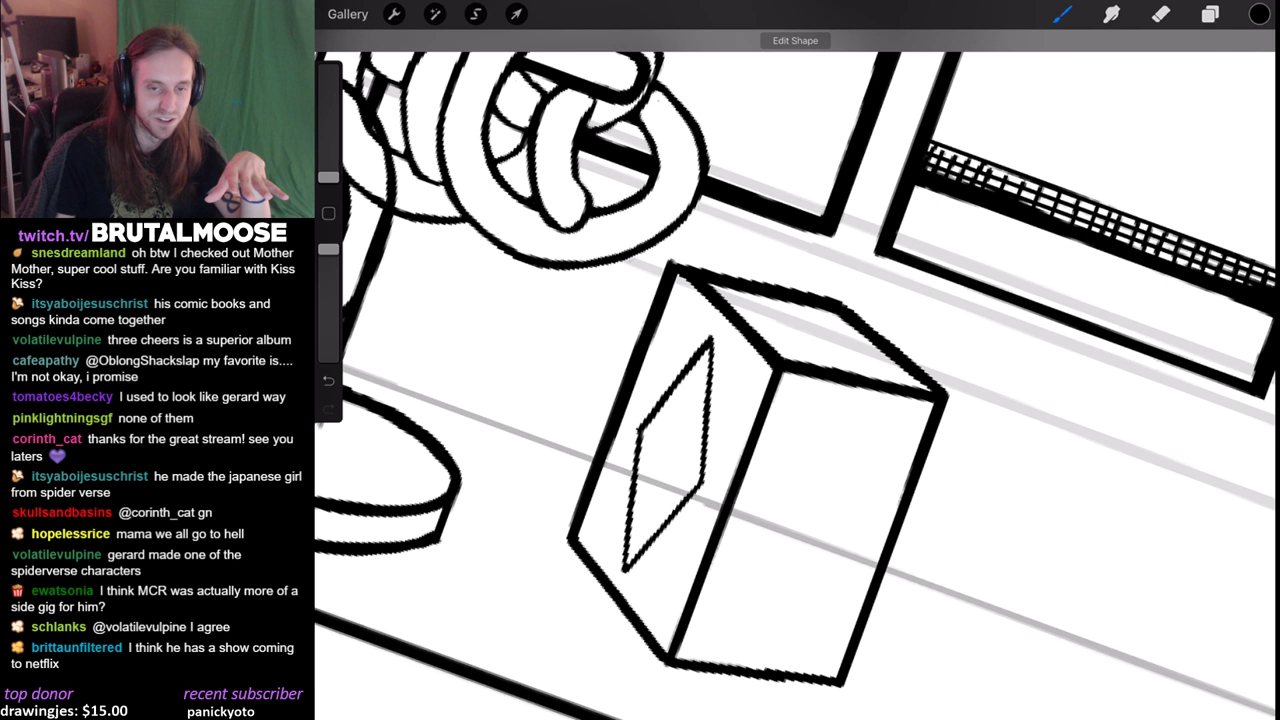 Gallery
Edit Shape
twitch.tv/BRUTALMOOSE
snesdreamland oh btw I checked out Mother
Mother, super cool stuff. Are you familiar with Kiss
Kiss?
itsyaboijesuschrist his comic books and
songs kinda come together
volatilevulpine three cheers is a superior album
cafeapathy @OblongShackslap my favorite is....
I'm not okay, i promise
tomatoes4becky I used to look like gerard way
pinklightningsgf none of them
corinth_cat thanks for the great stream! see you
laters 💜
itsyaboijesuschrist he made the japanese girl
from spider verse
skullsandbasins @corinth_cat gn
hopelessrice mama we all go to hell
volatilevulpine gerard made one of the
spiderverse characters
ewatsonia I think MCR was actually more of a
side gig for him?
schlanks @volatilevulpine I agree
brittaunfiltered I think he has a show coming
to netflix
top donor
recent subscriber
drawingjes: $15.00
panickyoto